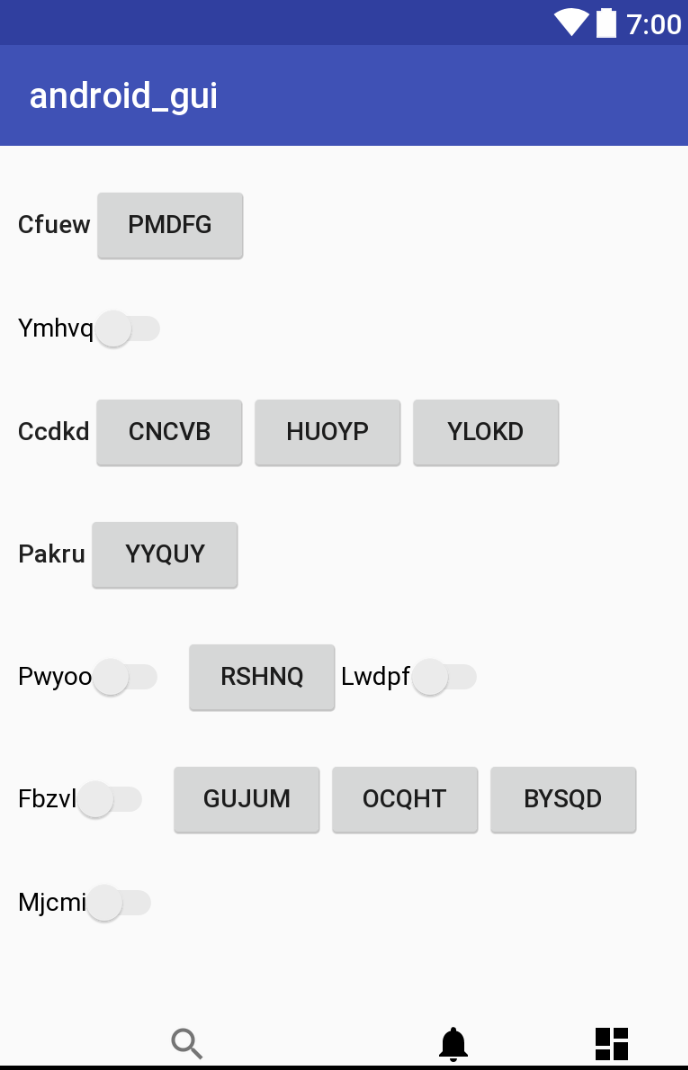 7:00
android_gui
Cfuew PMDFG
Ymhvq
Ccdkd CNCVB HUOYP YLOKD
Pakru YYQUY
Pwyoo RSHNQ Lwdpf
Fbzvl GUJUM OCQHT BYSQD
Mjcmi